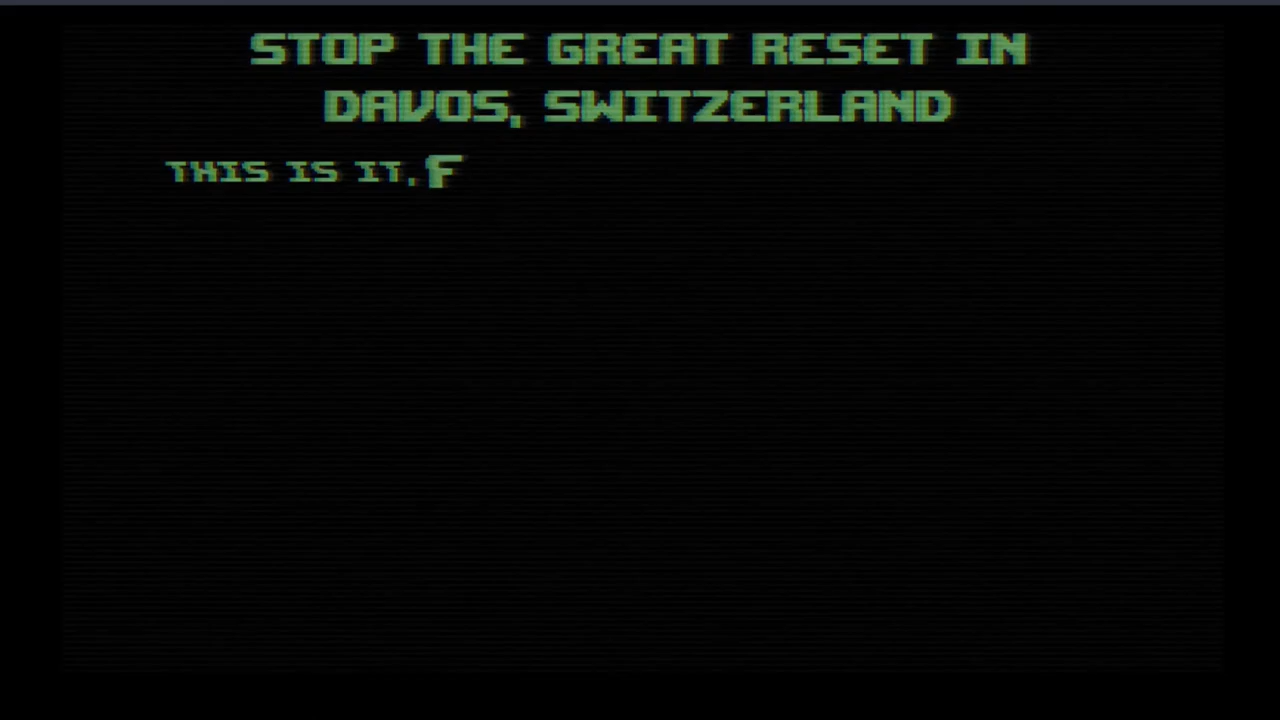 STOP THE GREAT RESET IN
DAVOS, SWITZERLAND
THIS IS IT. F